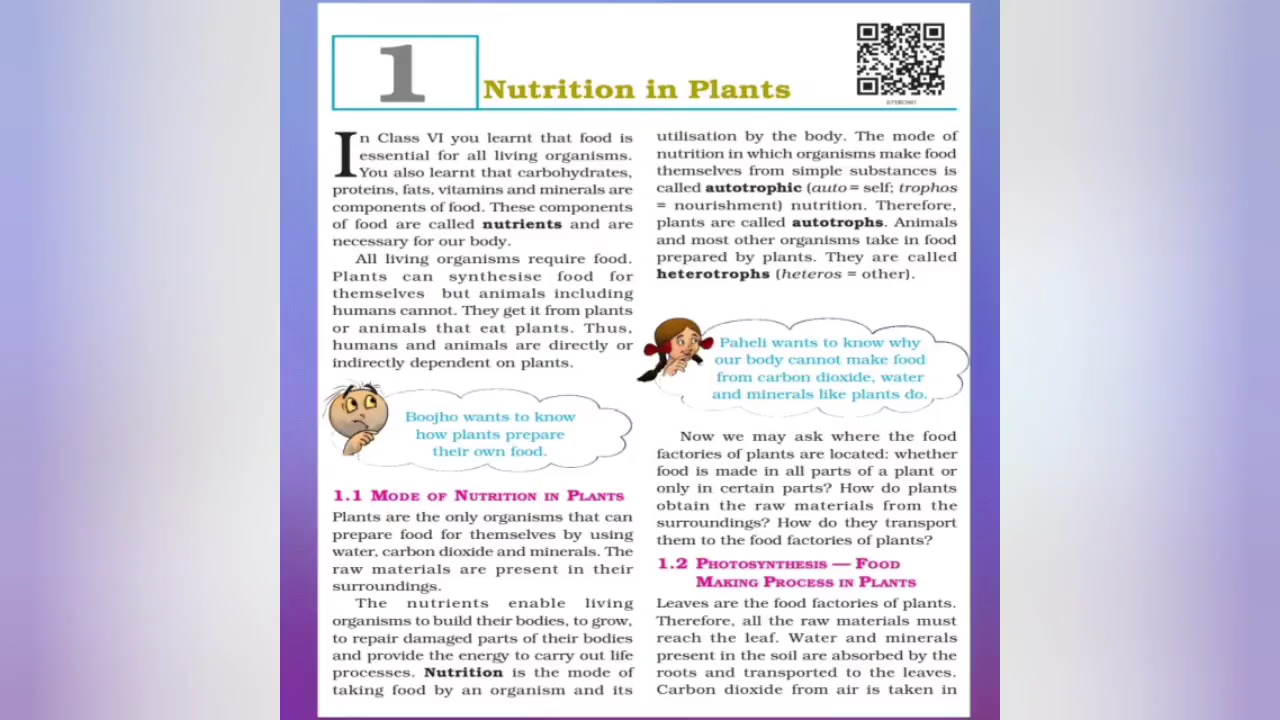 1
Nutrition in Plants
In Class VI you learnt that food is
essential for all living organisms.
You also learnt that carbohydrates,
proteins, fats, vitamins and minerals are
components of food. These components
of food are called nutrients and are
necessary for our body.
All living organisms require food.
Plants can synthesise food for
themselves but animals including
humans cannot. They get it from plants
or animals that eat plants. Thus,
humans and animals are directly or
indirectly dependent on plants.
Boojho wants to know
how plants prepare
their own food.
1.1 MODE OF NUTRITION IN PLANTS
Plants are the only organisms that can
prepare food for themselves by using
water, carbon dioxide and minerals. The
raw materials are present in their
surroundings.
The nutrients enable living
organisms to build their bodies, to grow,
to repair damaged parts of their bodies
and provide the energy to carry out life
processes. Nutrition is the mode of
taking food by an organism and its
utilisation by the body. The mode of
nutrition in which organisms make food
themselves from simple substances is
called autotrophic (auto = self; trophos
= nourishment) nutrition. Therefore,
plants are called autotrophs. Animals
and most other organisms take in food
prepared by plants. They are called
heterotrophs (heteros = other).
Paheli wants to know why
our body cannot make food
from carbon dioxide, water
and minerals like plants do.
Now we may ask where the food
factories of plants are located: whether
food is made in all parts of a plant or
only in certain parts? How do plants
obtain the raw materials from the
surroundings? How do they transport
them to the food factories of plants?
1.2 PHOTOSYNTHESIS — FOOD
MAKING PROCESS IN PLANTS
Leaves are the food factories of plants.
Therefore, all the raw materials must
reach the leaf. Water and minerals
present in the soil are absorbed by the
roots and transported to the leaves.
Carbon dioxide from air is taken in